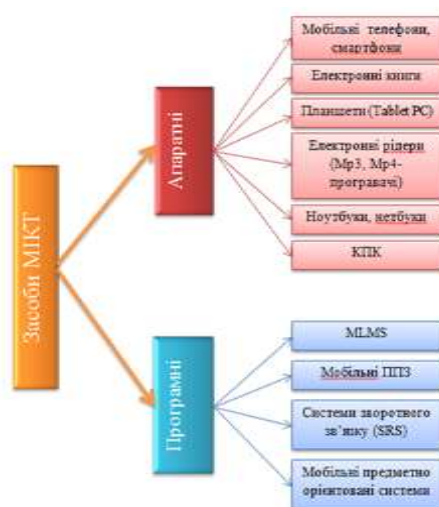 Засоби МІКТ
Апаратні
Мобільні телефони,
смартфони
Електронні книги
Планшети (Tablet PC)
Електронні рідери
(Mp3, Mp4-
програвачі)
Ноутбуки, нетбуки
КПК
Програмні
MLMS
Мобільні ППЗ
Системи зворотного
зв'язку (SRS)
Мобільні предметно
орієнтовані системи